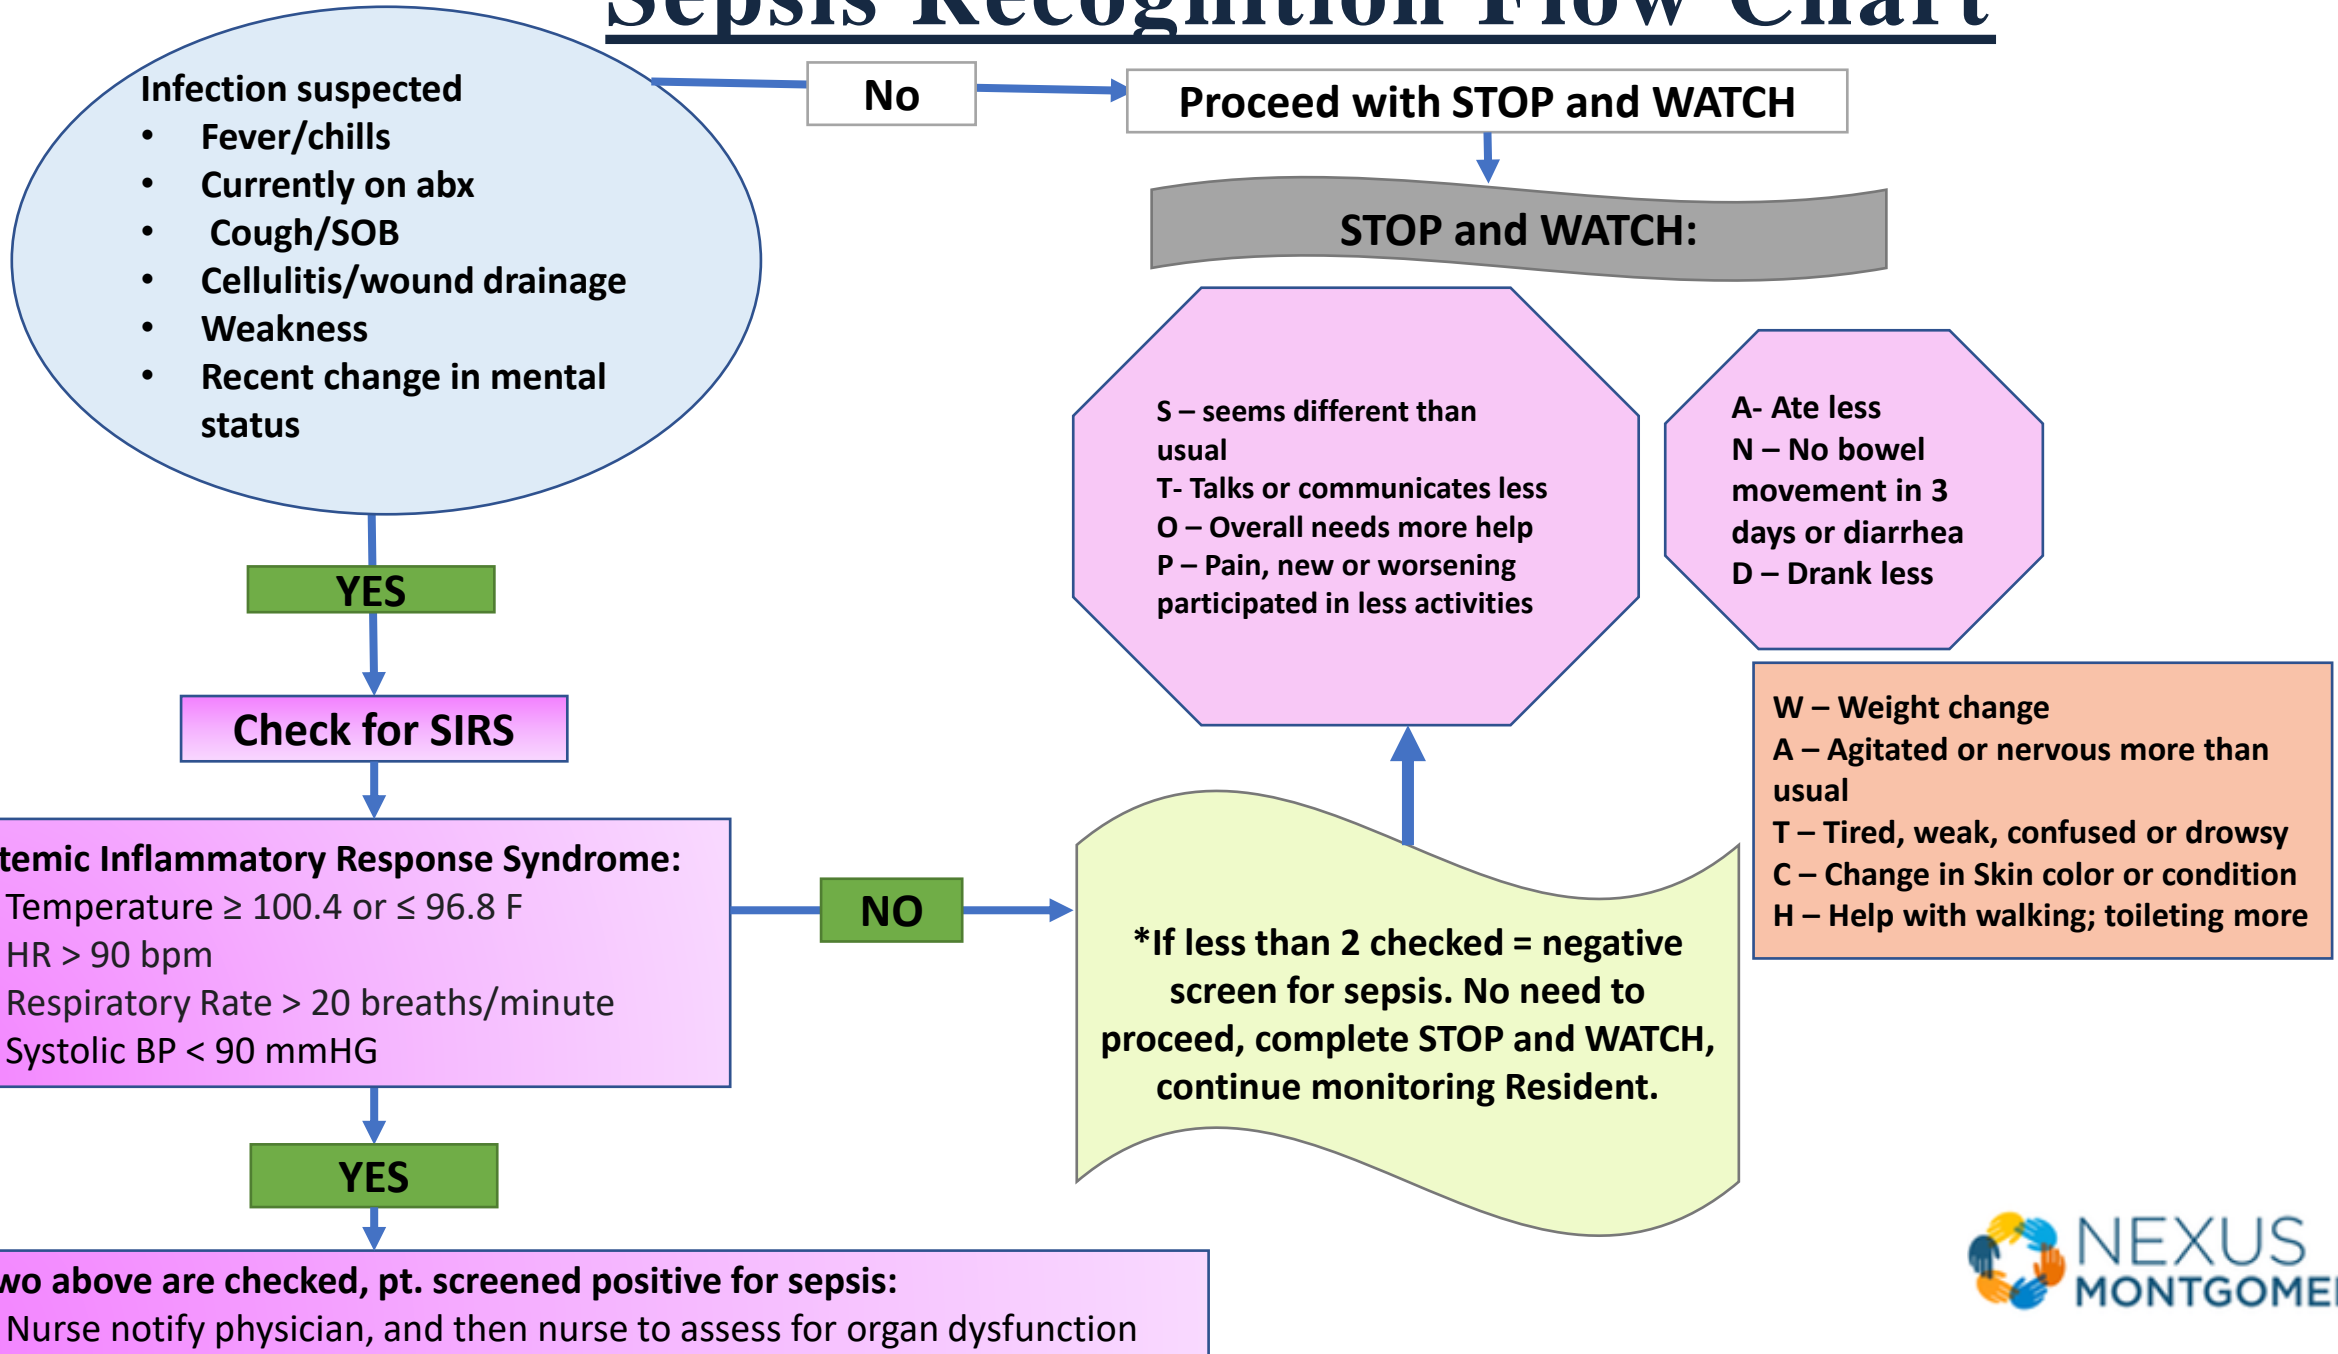 Sepsis Recognition Flow Chart
Infection suspected
• Fever/chills
• Currently on abx
• Cough/SOB
• Cellulitis/wound drainage
• Weakness
• Recent change in mental
status
No
Proceed with STOP and WATCH
STOP and WATCH:
S – seems different than
usual
T- Talks or communicates less
O – Overall needs more help
P – Pain, new or worsening
participated in less activities
A- Ate less
N – No bowel
movement in 3
days or diarrhea
D – Drank less
W – Weight change
A – Agitated or nervous more than
usual
T – Tired, weak, confused or drowsy
C – Change in Skin color or condition
H – Help with walking; toileting more
YES
Check for SIRS
temic Inflammatory Response Syndrome:
Temperature ≥ 100.4 or ≤ 96.8 F
HR > 90 bpm
Respiratory Rate > 20 breaths/minute
Systolic BP < 90 mmHG
NO
*If less than 2 checked = negative
screen for sepsis. No need to
proceed, complete STOP and WATCH,
continue monitoring Resident.
YES
wo above are checked, pt. screened positive for sepsis:
Nurse notify physician, and then nurse to assess for organ dysfunction
NEXUS
MONTGOME